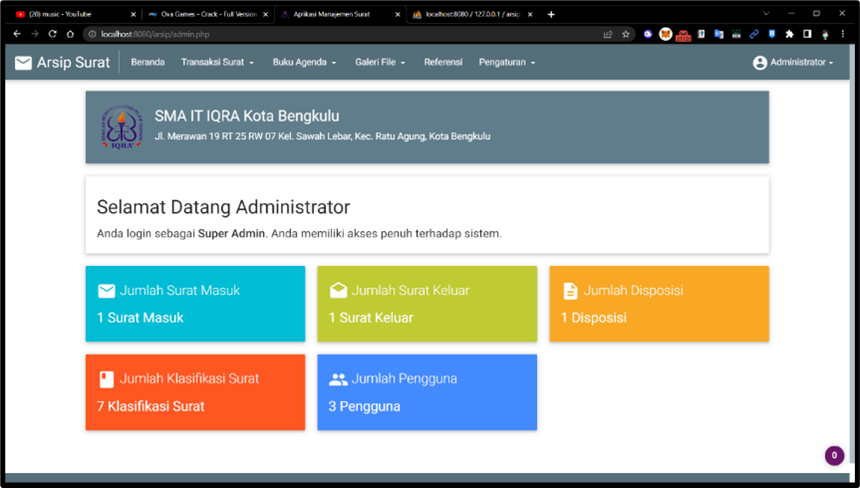 (20) music - YouTube
Ova Games - Crack - Full Version
Aplikasi Manajemen Surat
localhost:8080 / 127.0.0.1 / arsip
localhost:8080/arsip/admin.php
Arsip Surat
Beranda
Transaksi Surat
Buku Agenda
Galeri File
Referensi
Pengaturan
Administrator
IQRA'
SMA IT IQRA Kota Bengkulu
Jl. Merawan 19 RT 25 RW 07 Kel. Sawah Lebar, Kec. Ratu Agung, Kota Bengkulu
Selamat Datang Administrator
Anda login sebagai Super Admin. Anda memiliki akses penuh terhadap sistem.
Jumlah Surat Masuk
1 Surat Masuk
Jumlah Surat Keluar
1 Surat Keluar
Jumlah Disposisi
1 Disposisi
Jumlah Klasifikasi Surat
7 Klasifikasi Surat
Jumlah Pengguna
3 Pengguna
0